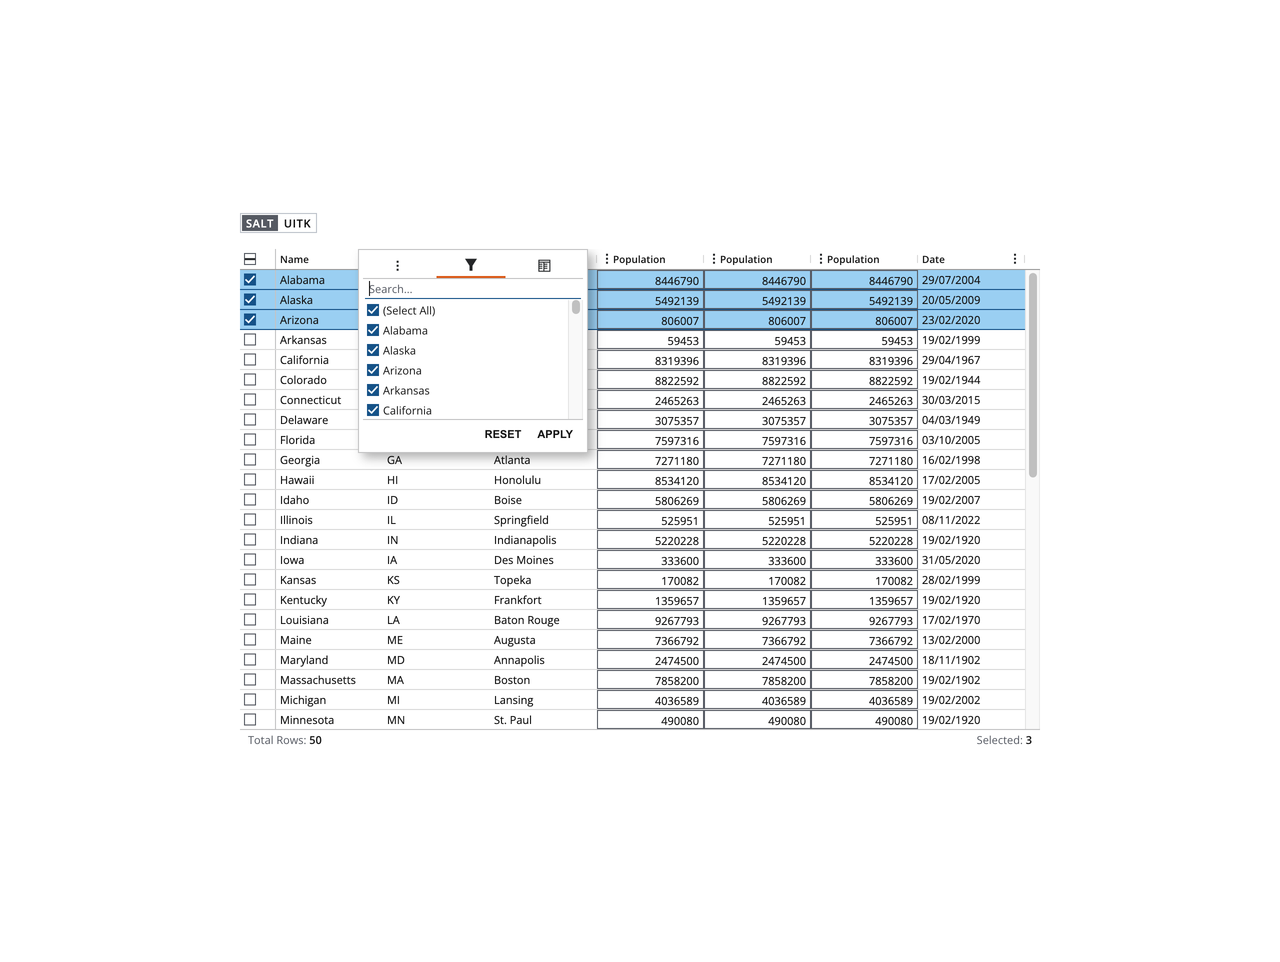 SALT UITK
Name Population Population Population Date
Alabama 8446790 8446790 8446790 29/07/2004
Alaska 5492139 5492139 5492139 20/05/2009
Arizona 806007 806007 806007 23/02/2020
Arkansas 59453 59453 59453 19/02/1999
California 8319396 8319396 8319396 29/04/1967
Colorado 8822592 8822592 8822592 19/02/1944
Connecticut 2465263 2465263 2465263 30/03/2015
Delaware 3075357 3075357 3075357 04/03/1949
Florida 7597316 7597316 7597316 03/10/2005
Search...
(Select All)
Alabama
Alaska
Arizona
Arkansas
California
RESET APPLY
Georgia GA Atlanta 7271180 7271180 7271180 16/02/1998
Hawaii HI Honolulu 8534120 8534120 8534120 17/02/2005
Idaho ID Boise 5806269 5806269 5806269 19/02/2007
Illinois IL Springfield 525951 525951 525951 08/11/2022
Indiana IN Indianapolis 5220228 5220228 5220228 19/02/1920
Iowa IA Des Moines 333600 333600 333600 31/05/2020
Kansas KS Topeka 170082 170082 170082 28/02/1999
Kentucky KY Frankfort 1359657 1359657 1359657 19/02/1920
Louisiana LA Baton Rouge 9267793 9267793 9267793 17/02/1970
Maine ME Augusta 7366792 7366792 7366792 13/02/2000
Maryland MD Annapolis 2474500 2474500 2474500 18/11/1902
Massachusetts MA Boston 7858200 7858200 7858200 19/02/1902
Michigan MI Lansing 4036589 4036589 4036589 19/02/2002
Minnesota MN St. Paul 490080 490080 490080 19/02/1920
Total Rows: 50 Selected: 3